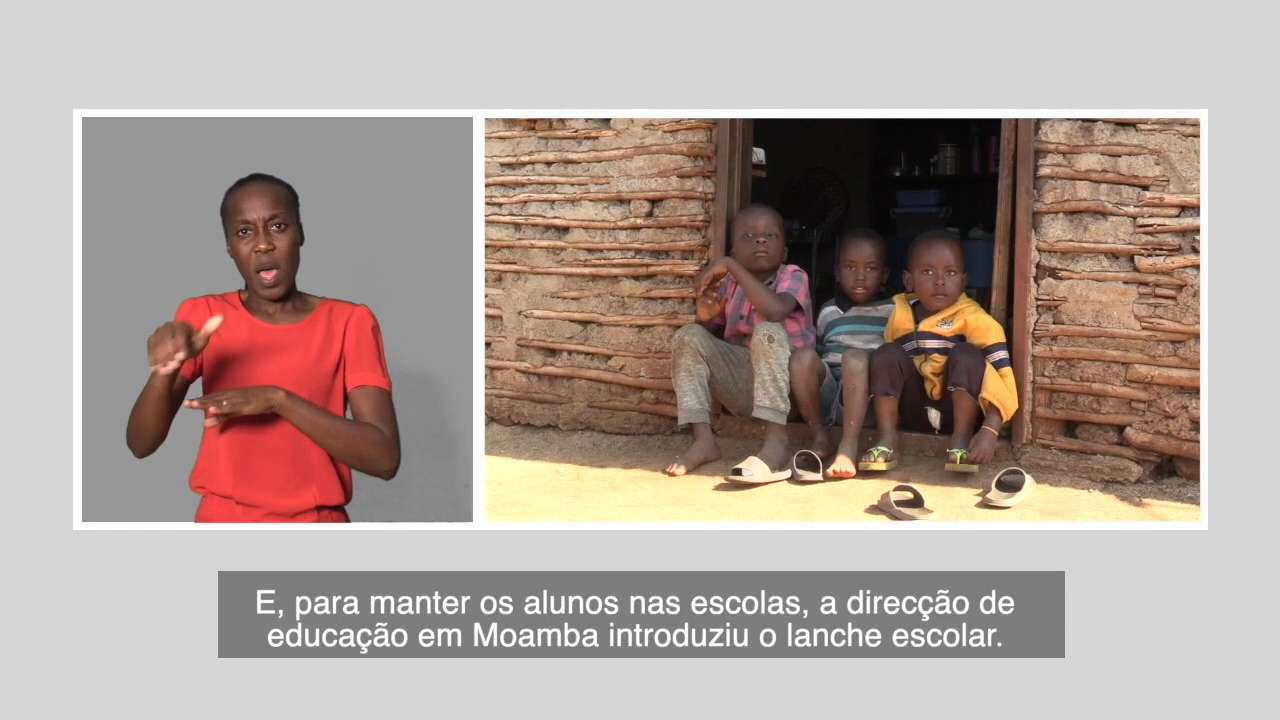 E, para manter os alunos nas escolas, a direcção de
educação em Moamba introduziu o lanche escolar.